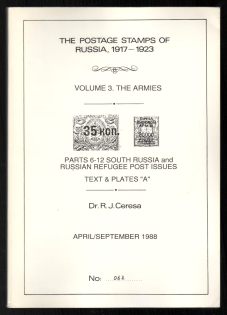 THE POSTAGE STAMPS OF
RUSSIA, 1917-1923
VOLUME 3. THE ARMIES
35 коп.
PARTS 6-12 SOUTH RUSSIA and
RUSSIAN REFUGEE POST ISSUES
TEXT & PLATES "A"
Dr. R.J. Ceresa
APRIL/SEPTEMBER 1988
No: